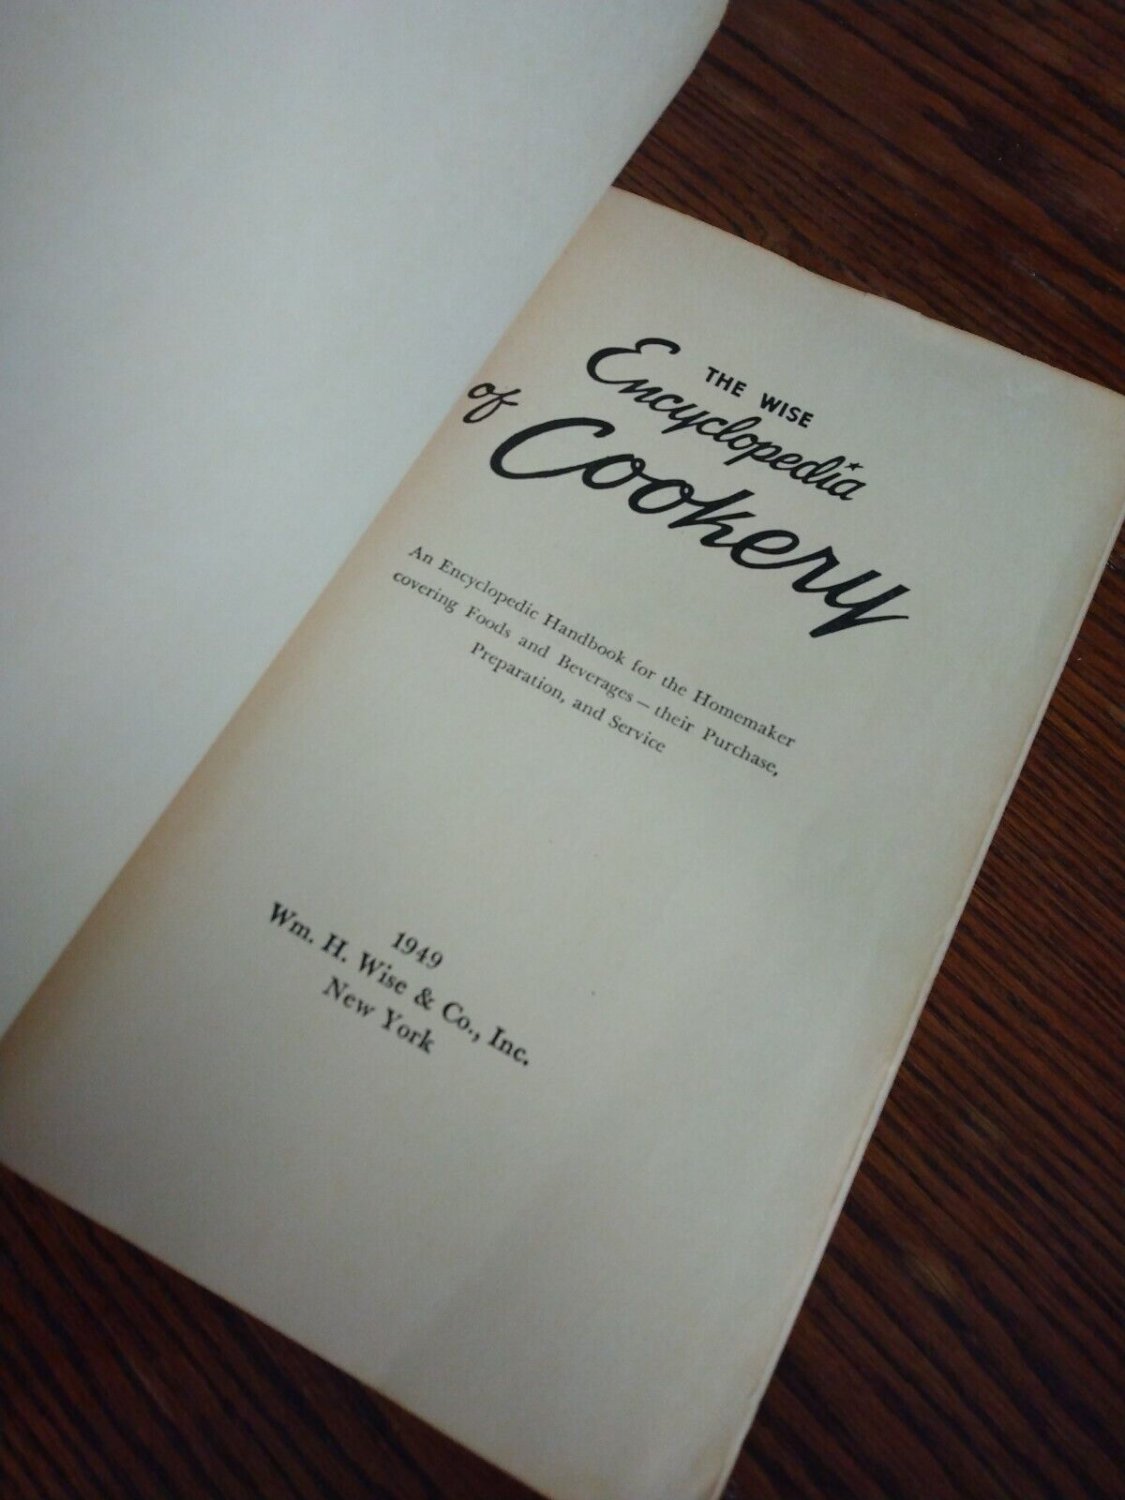 THE WISE
Encyclopedia
of Cookery
An Encyclopedic Handbook for the Homemaker
covering Foods and Beverages — their Purchase,
Preparation, and Service
1949
Wm. H. Wise & Co., Inc.
New York